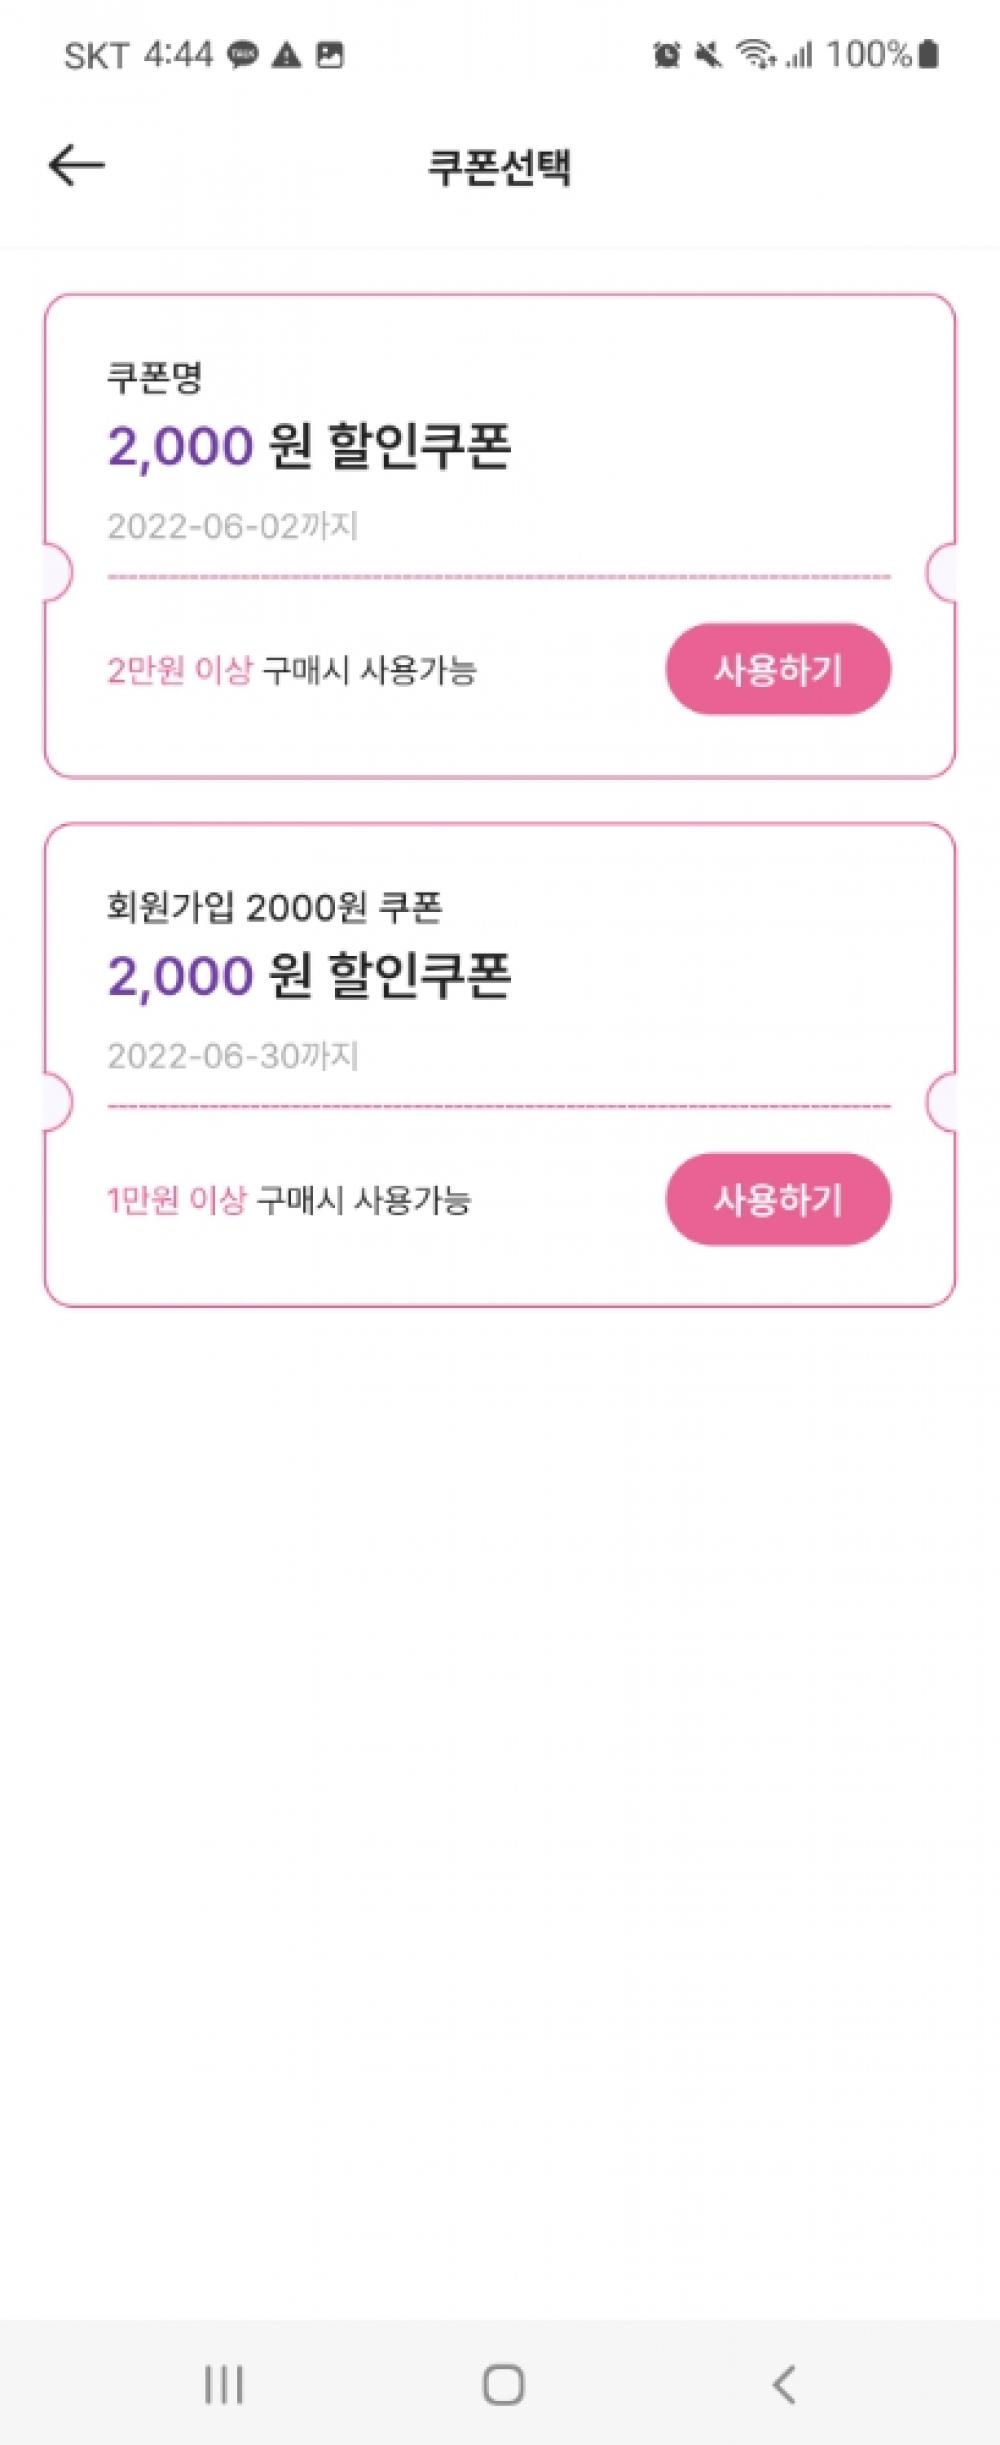 SKT 4:44 100%
쿠폰선택
쿠폰명
2,000 원 할인쿠폰
2022-06-02까지
2만원 이상 구매시 사용가능 사용하기
회원가입 2000원 쿠폰
2,000 원 할인쿠폰
2022-06-30까지
1만원 이상 구매시 사용가능 사용하기